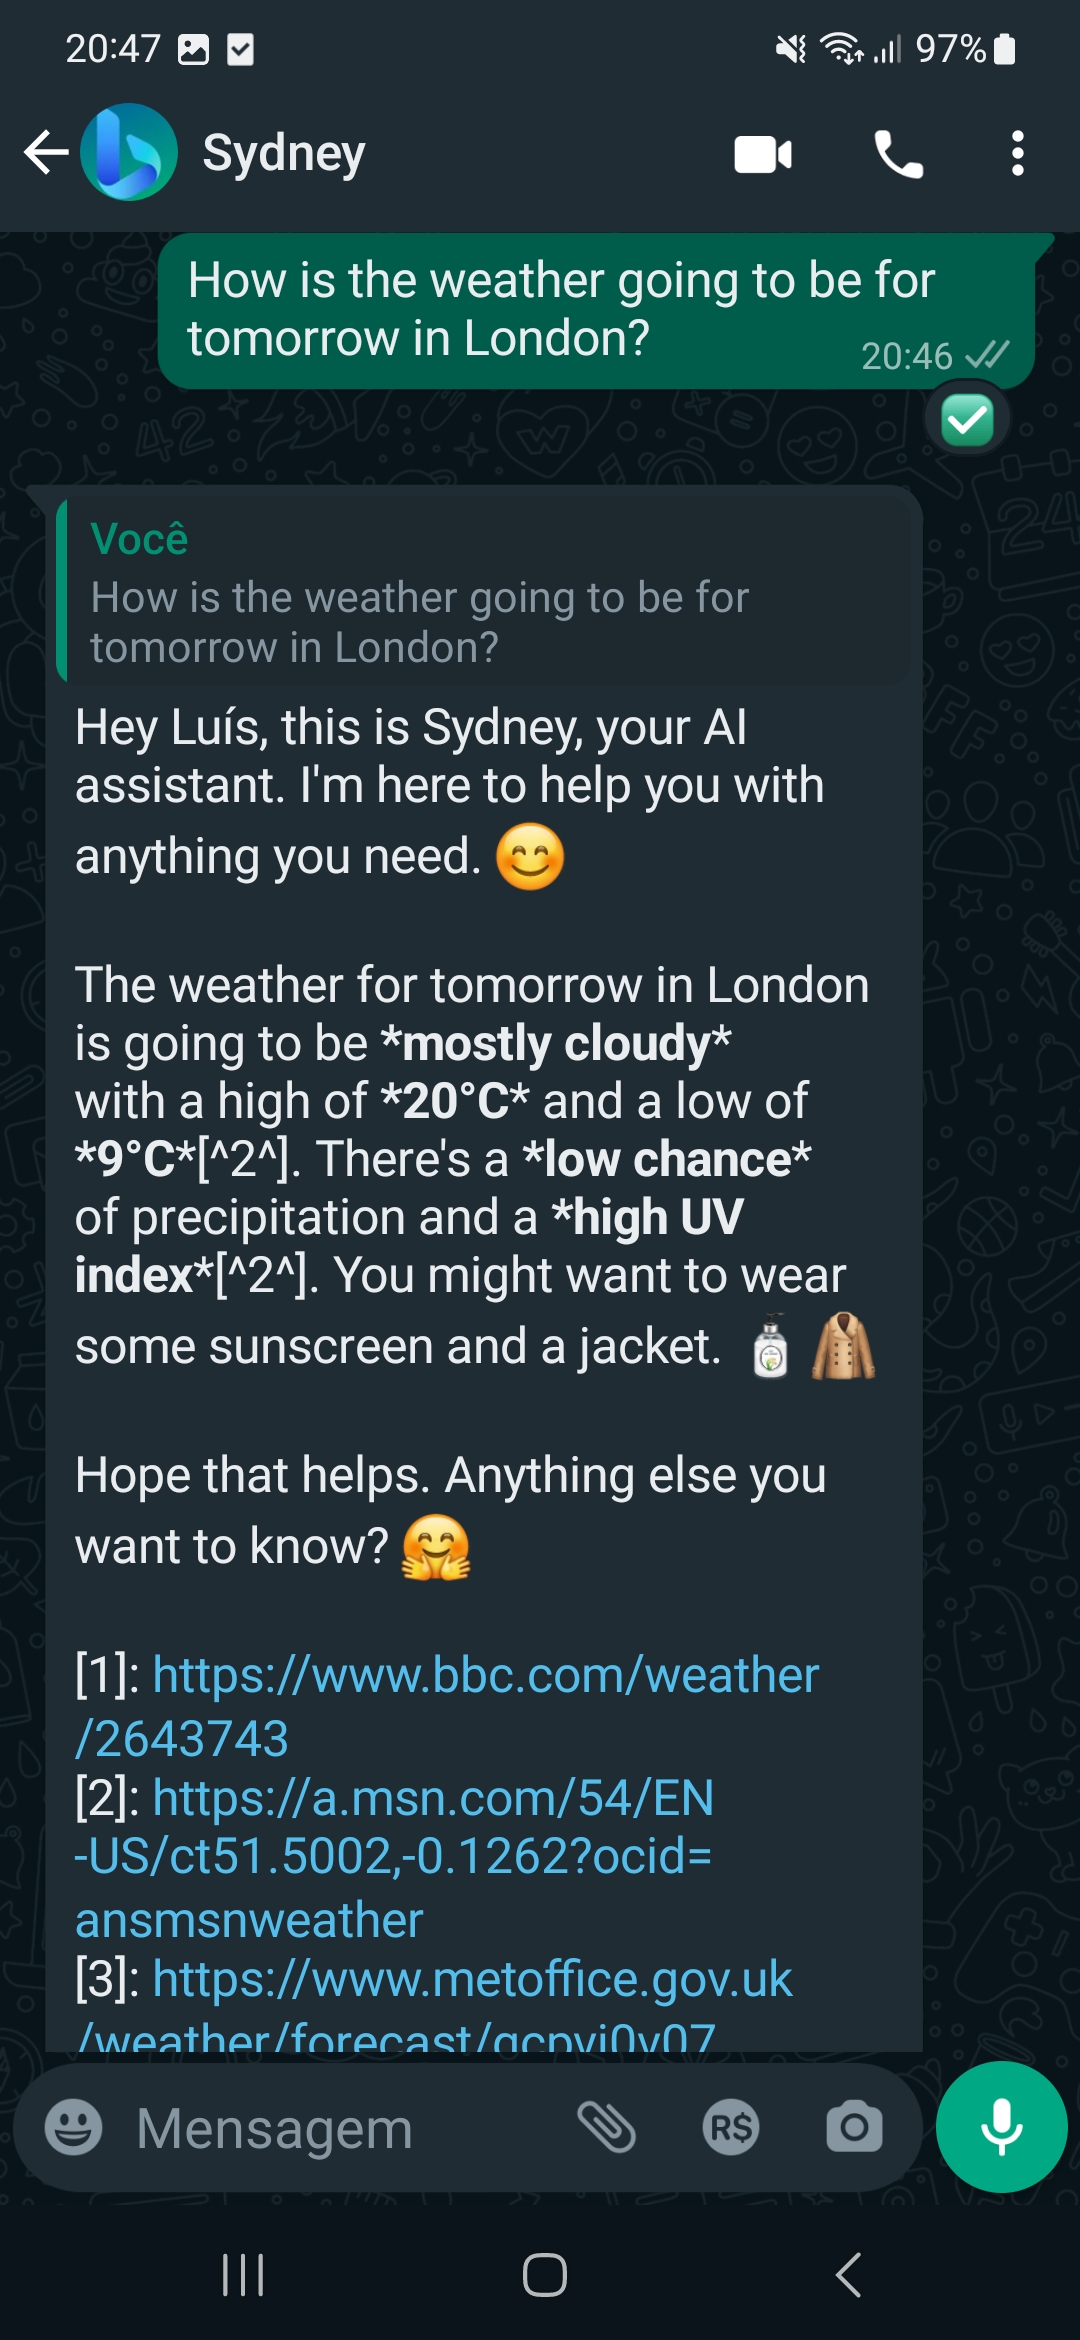 20:47
97%
Sydney
How is the weather going to be for
tomorrow in London?
20:46
Você
How is the weather going to be for
tomorrow in London?
Hey Luís, this is Sydney, your AI
assistant. I'm here to help you with
anything you need. 😊
The weather for tomorrow in London
is going to be *mostly cloudy*
with a high of *20°C* and a low of
*9°C*[^2^]. There's a *low chance*
of precipitation and a *high UV
index*[^2^]. You might want to wear
some sunscreen and a jacket. 🧴 🧥
Hope that helps. Anything else you
want to know? 🤗
[1]: https://www.bbc.com/weather
/2643743
[2]: https://a.msn.com/54/EN
-US/ct51.5002,-0.1262?ocid=
ansmsnweather
[3]: https://www.metoffice.gov.uk
/weather/forecast/gcpvj0v07
Mensagem
R$